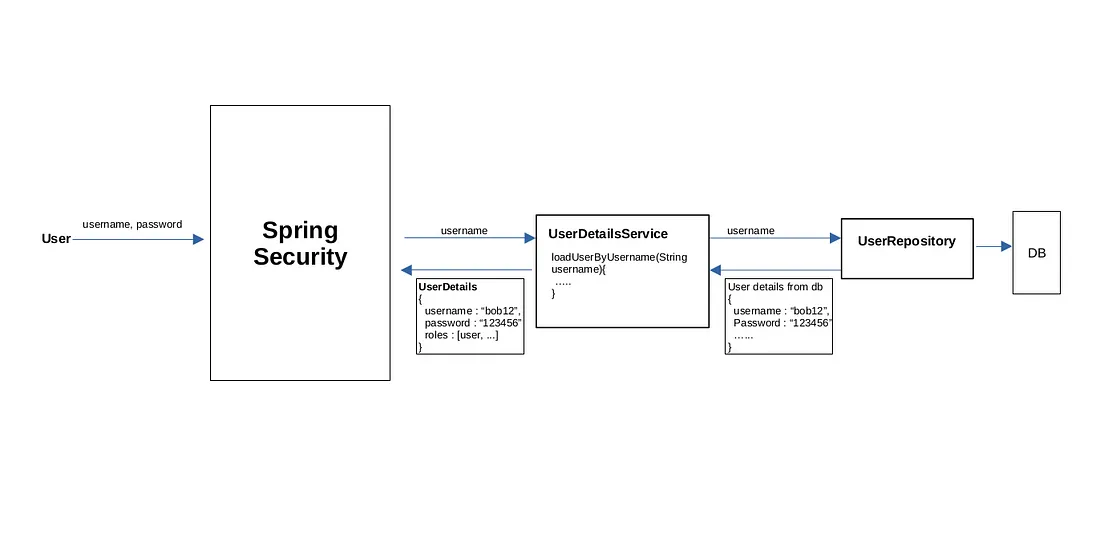 User
username, password
Spring
Security
username
UserDetails
{
username : “bob12”,
password : “123456”
roles : [user, ...]
}
UserDetailsService
loadUserByUsername(String
username){
.....
}
username
User details from db
{
username : “bob12”,
Password : “123456”
......
}
UserRepository
DB